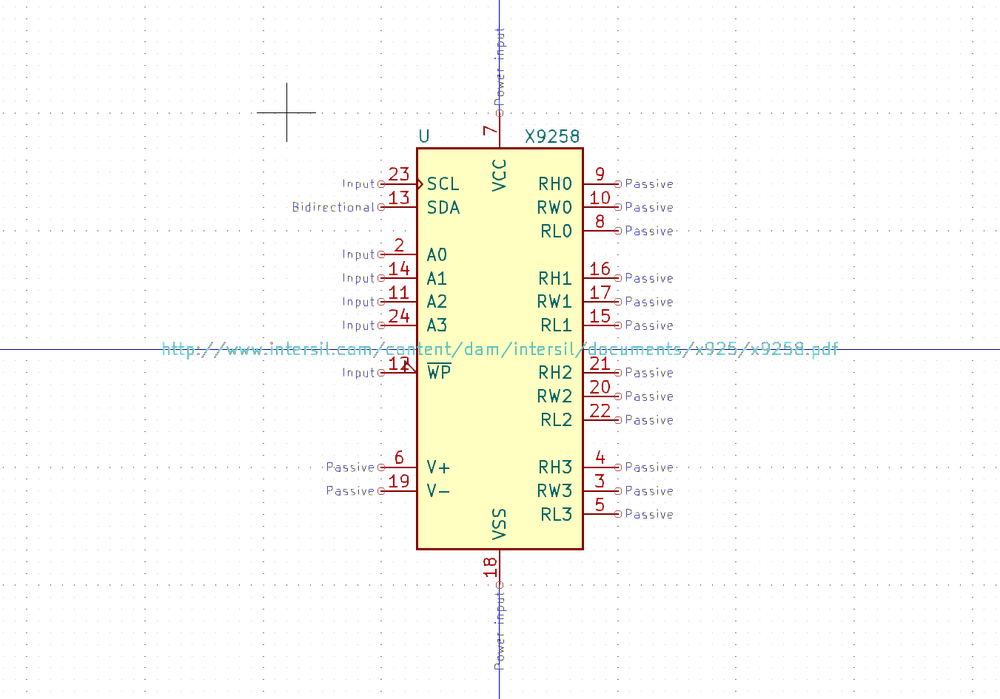 Power input
7
U X9258
VCC
Input 23 SCL RH0 9 Passive
Bidirectional 13 SDA RW0 10 Passive
RL0 8 Passive
Input 2 A0
Input 14 A1 RH1 16 Passive
Input 11 A2 RW1 17 Passive
Input 24 A3 RL1 15 Passive
http://www.intersil.com/content/dam/intersil/documents/x925/x9258.pdf
Input 12 WP RH2 21 Passive
RW2 20 Passive
RL2 22 Passive
Passive 6 V+ RH3 4 Passive
Passive 19 V- RW3 3 Passive
RL3 5 Passive
VSS
18
Power input